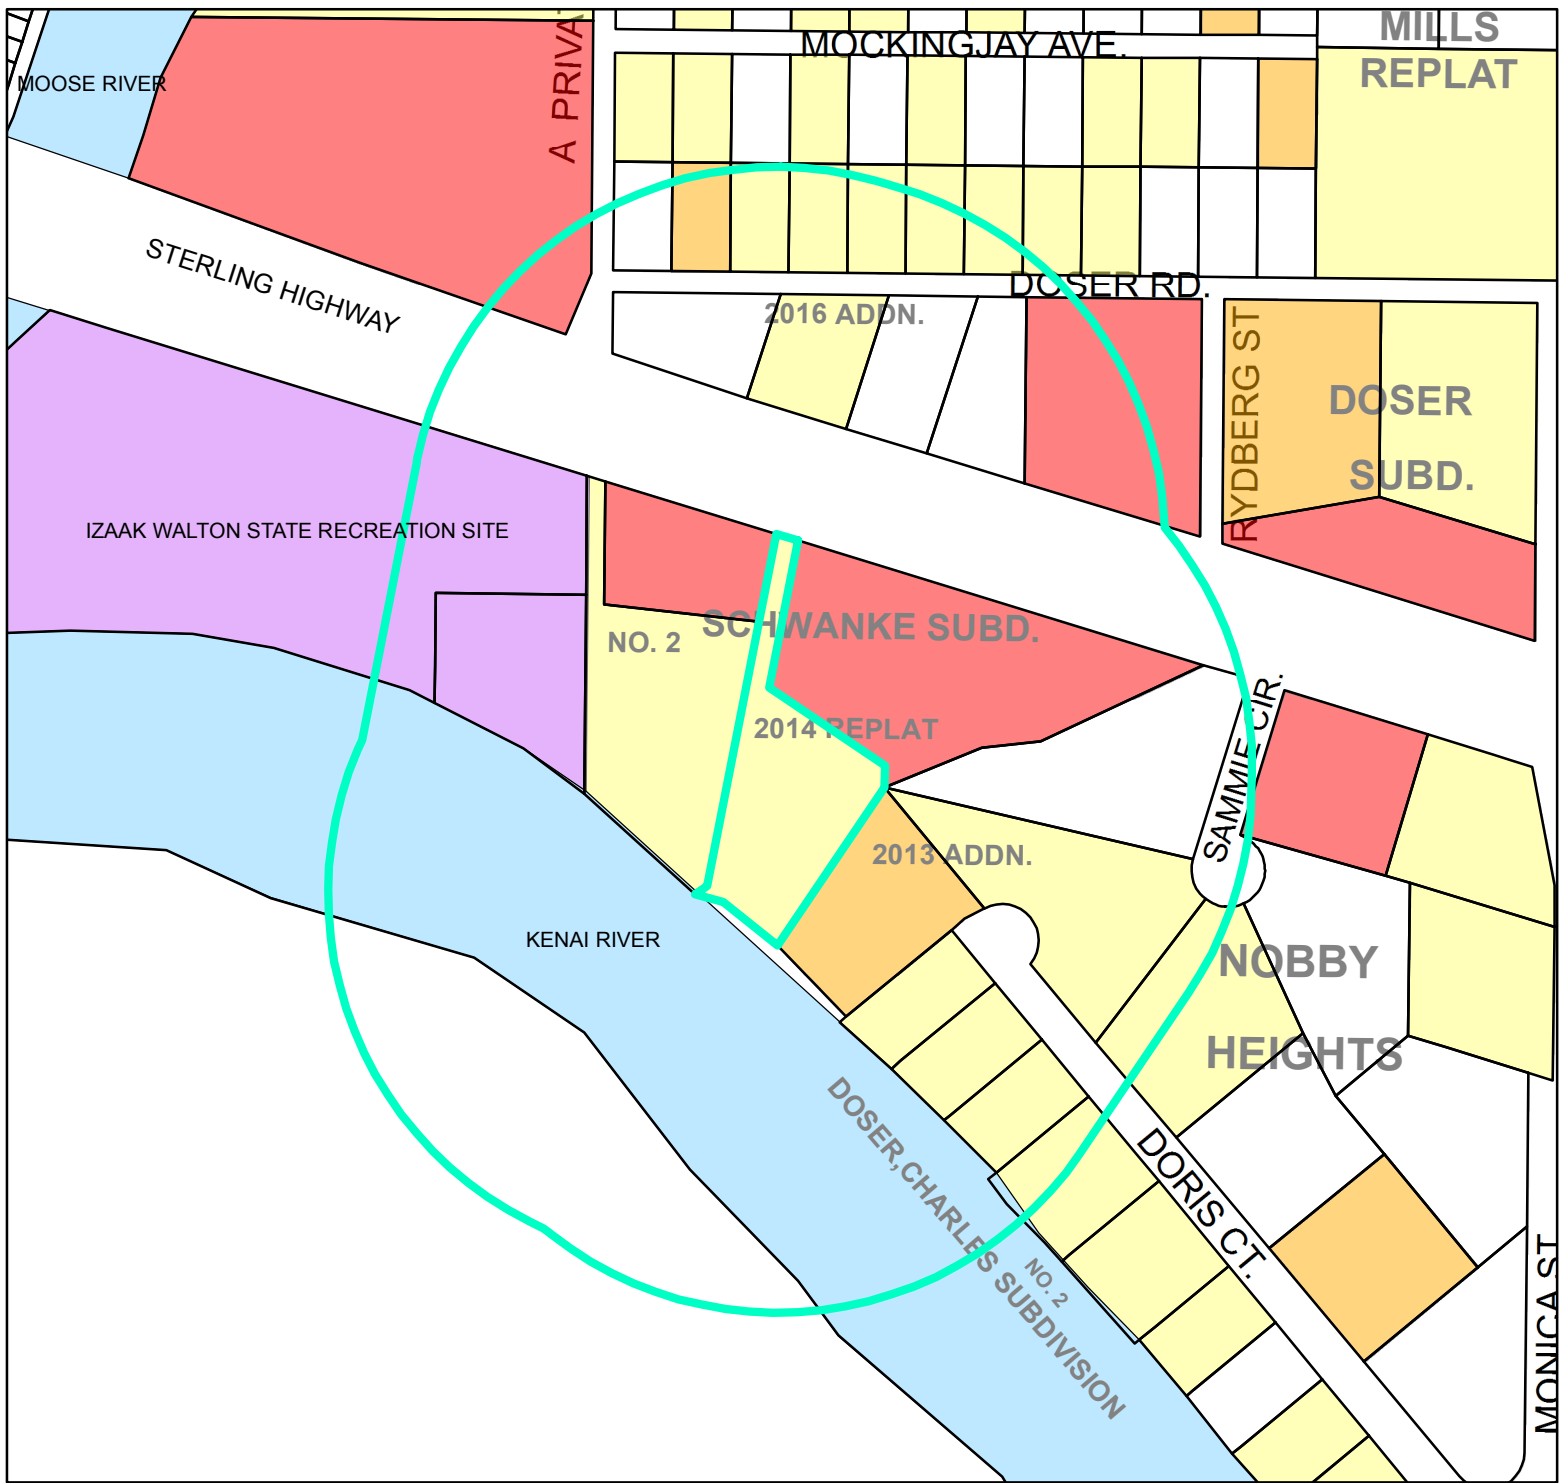 MOCKINGJAY AVE.
MILLS
REPLAT
MOOSE RIVER
STERLING HIGHWAY
DOSER RD.
2016 ADDN.
RYDBERG ST
DOSER
SUBD.
IZAAK WALTON STATE RECREATION SITE
SCHWANKE SUBD.
NO. 2
2014 REPLAT
SAMMIE CIR.
2013 ADDN.
KENAI RIVER
NOBBY
HEIGHTS
DOSER,CHARLES SUBDIVISION
NO. 2
DORIS CT.
MONICA ST
A PRIVA